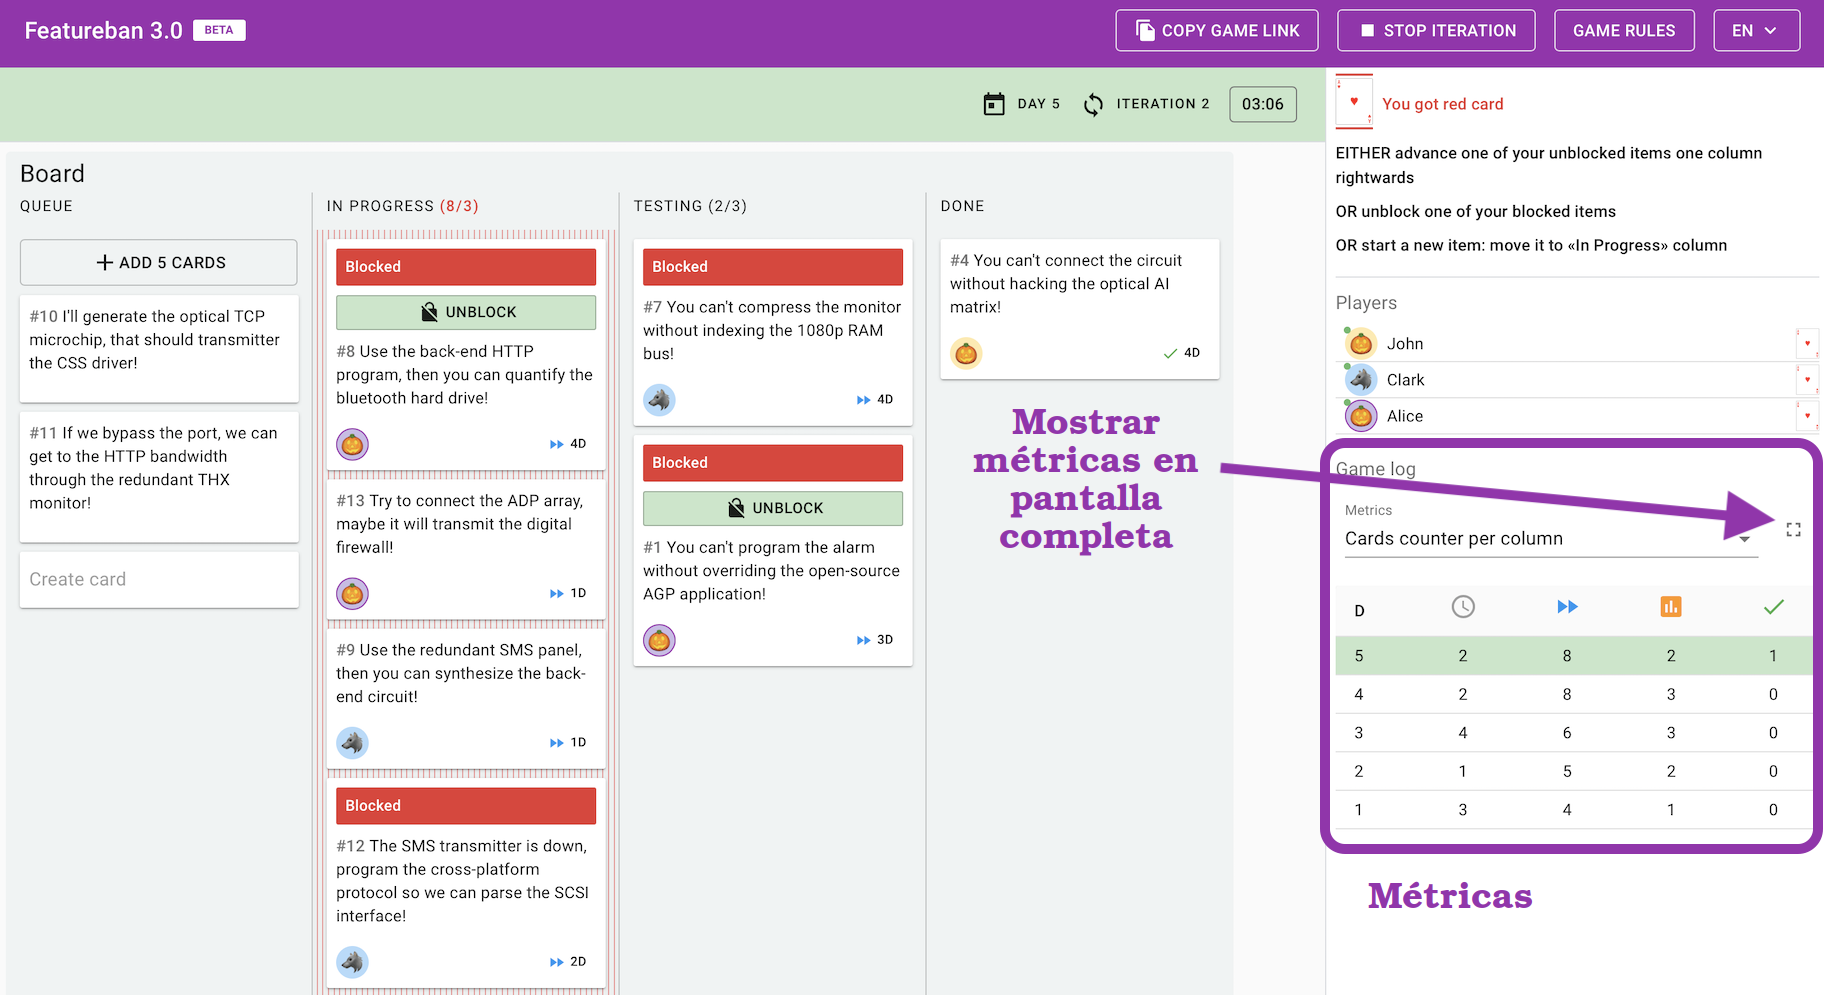 Featureban 3.0 BETA
COPY GAME LINK
STOP ITERATION
GAME RULES
EN
DAY 5
ITERATION 2
03:06
Board
QUEUE
ADD 5 CARDS
#10 I'll generate the optical TCP
microchip, that should transmitter
the CSS driver!
#11 If we bypass the port, we can
get to the HTTP bandwidth
through the redundant THX
monitor!
Create card
IN PROGRESS (8/3)
Blocked
UNBLOCK
#8 Use the back-end HTTP
program, then you can quantify the
bluetooth hard drive!
4D
#13 Try to connect the ADP array,
maybe it will transmit the digital
firewall!
1D
#9 Use the redundant SMS panel,
then you can synthesize the back-
end circuit!
1D
Blocked
#12 The SMS transmitter is down,
program the cross-platform
protocol so we can parse the SCSI
interface!
2D
TESTING (2/3)
Blocked
#7 You can't compress the monitor
without indexing the 1080p RAM
bus!
4D
Blocked
UNBLOCK
#1 You can't program the alarm
without overriding the open-source
AGP application!
3D
DONE
#4 You can't connect the circuit
without hacking the optical AI
matrix!
4D
Mostrar
métricas en
pantalla
completa
You got red card
EITHER advance one of your unblocked items one column
rightwards
OR unblock one of your blocked items
OR start a new item: move it to «In Progress» column
Players
John
Clark
Alice
Game log
Metrics
Cards counter per column
D
5 2 8 2 1
4 2 8 3 0
3 4 6 3 0
2 1 5 2 0
1 3 4 1 0
Métricas